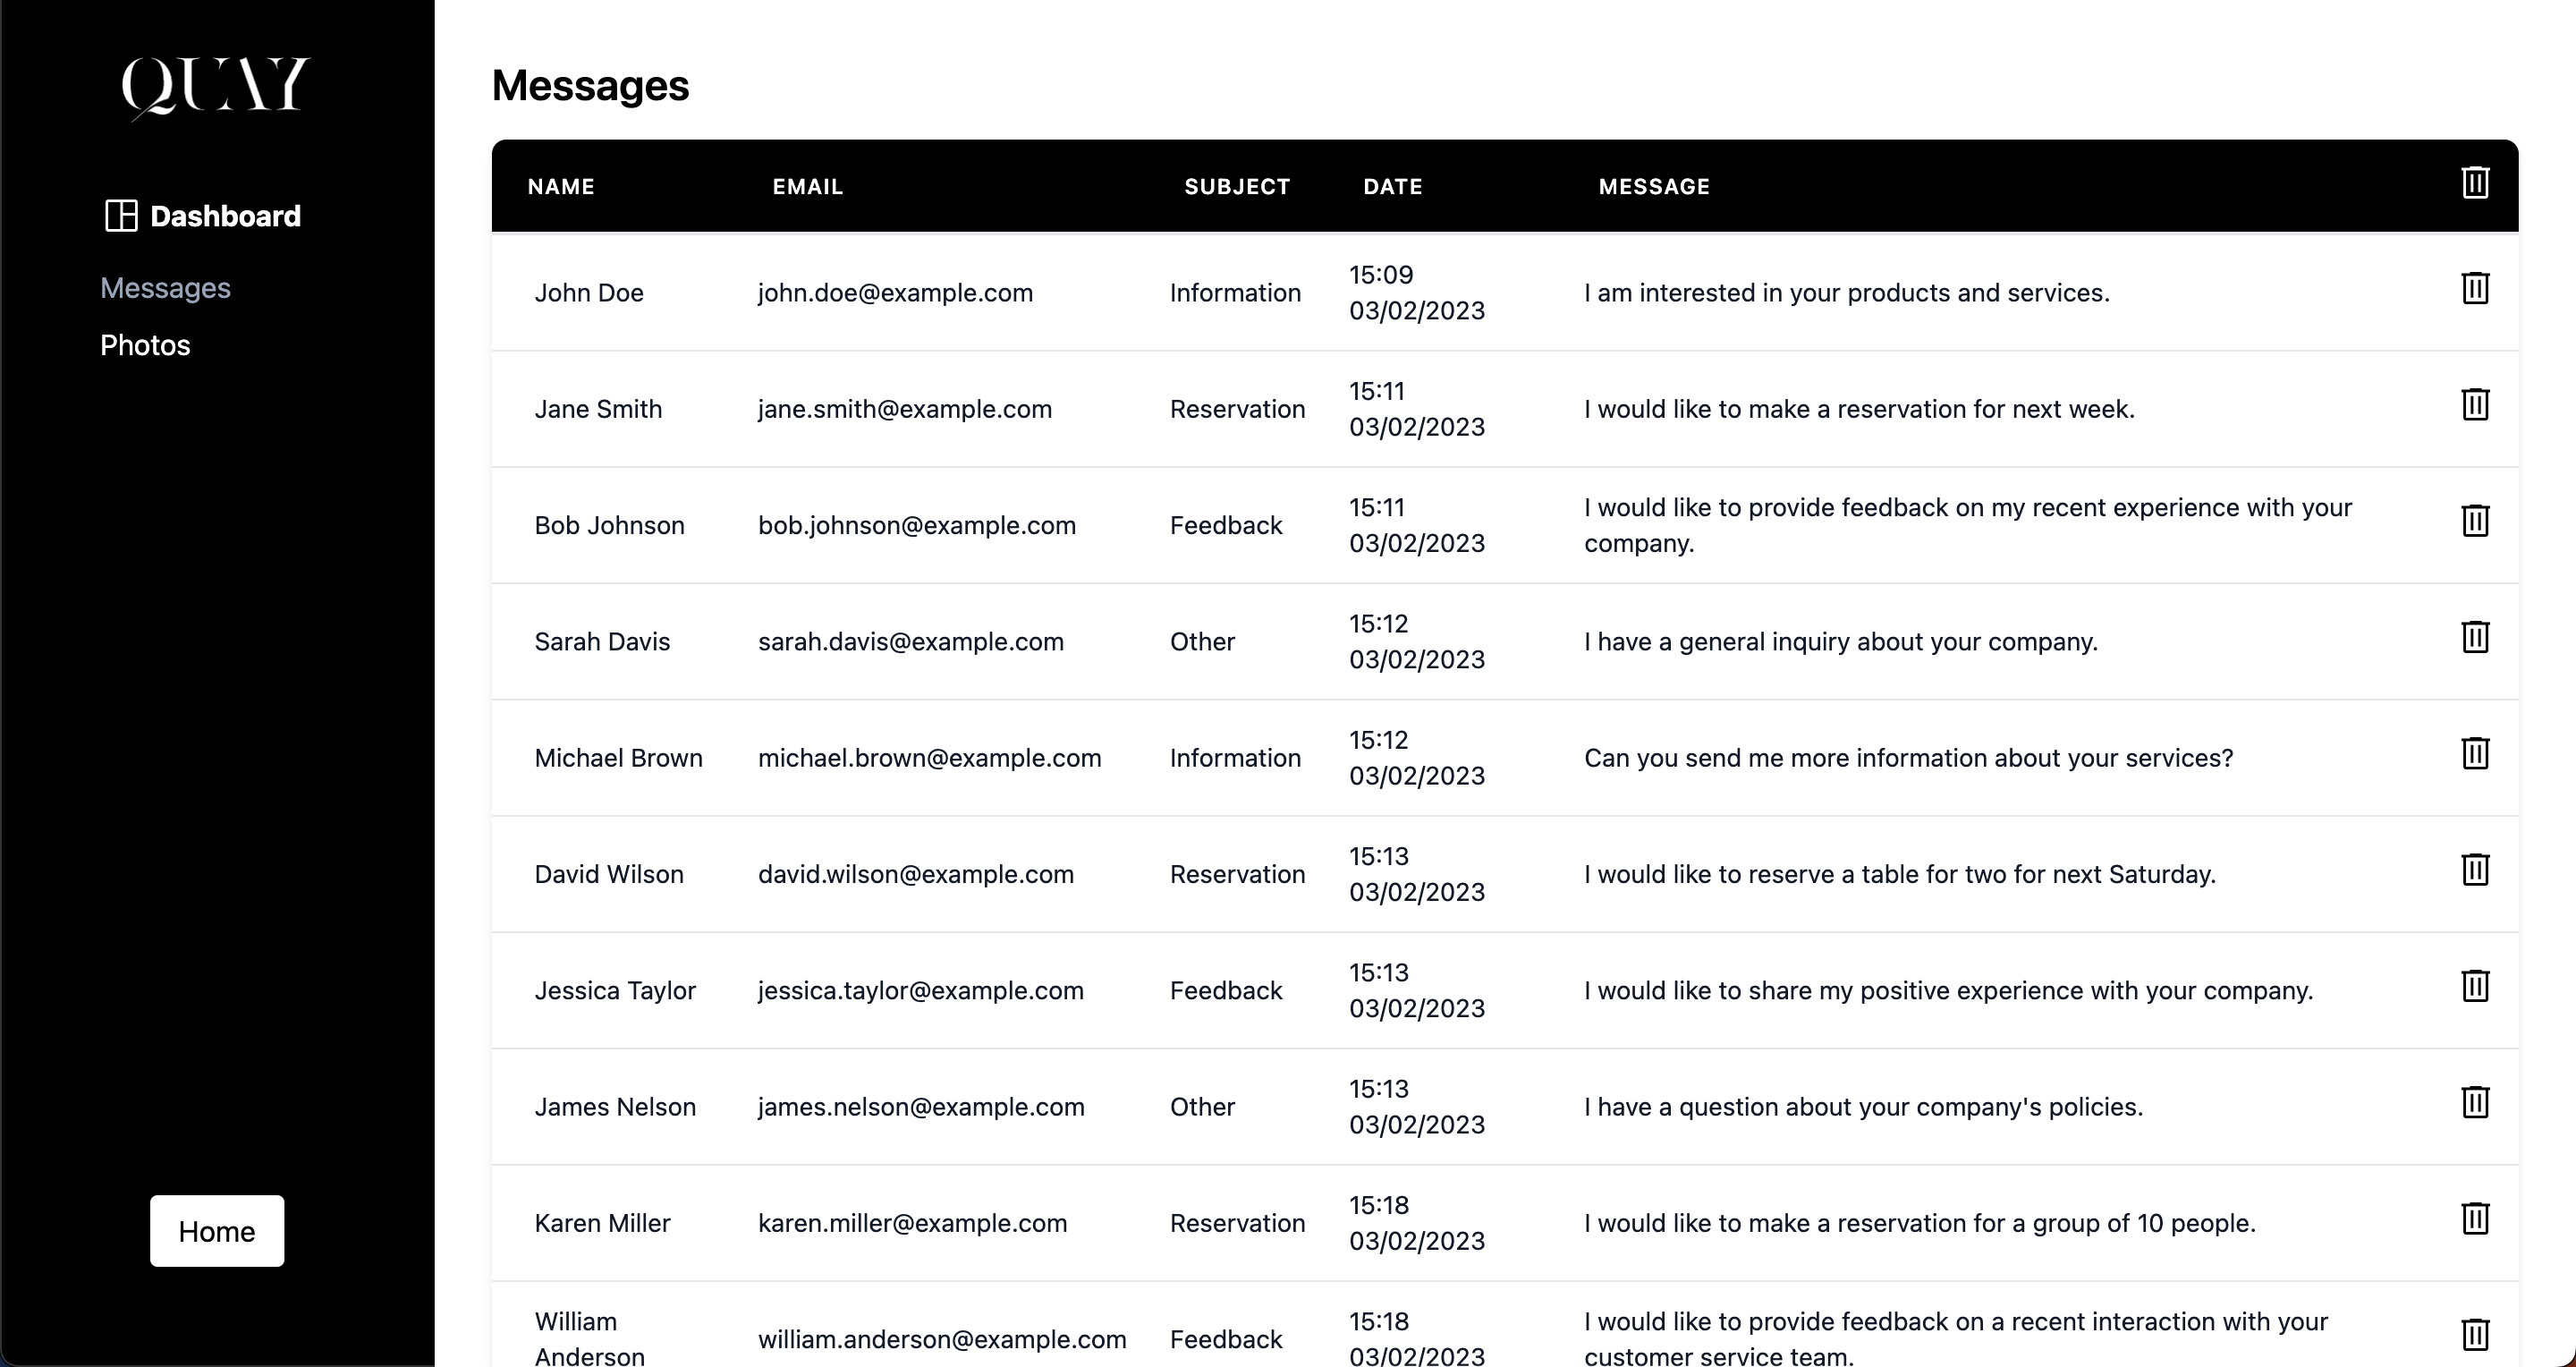 QUAY
Dashboard
Messages
Photos
Home
Messages
NAME EMAIL SUBJECT DATE MESSAGE
John Doe john.doe@example.com Information 15:09 03/02/2023 I am interested in your products and services.
Jane Smith jane.smith@example.com Reservation 15:11 03/02/2023 I would like to make a reservation for next week.
Bob Johnson bob.johnson@example.com Feedback 15:11 03/02/2023 I would like to provide feedback on my recent experience with your company.
Sarah Davis sarah.davis@example.com Other 15:12 03/02/2023 I have a general inquiry about your company.
Michael Brown michael.brown@example.com Information 15:12 03/02/2023 Can you send me more information about your services?
David Wilson david.wilson@example.com Reservation 15:13 03/02/2023 I would like to reserve a table for two for next Saturday.
Jessica Taylor jessica.taylor@example.com Feedback 15:13 03/02/2023 I would like to share my positive experience with your company.
James Nelson james.nelson@example.com Other 15:13 03/02/2023 I have a question about your company's policies.
Karen Miller karen.miller@example.com Reservation 15:18 03/02/2023 I would like to make a reservation for a group of 10 people.
William Anderson william.anderson@example.com Feedback 15:18 03/02/2023 I would like to provide feedback on a recent interaction with your customer service team.